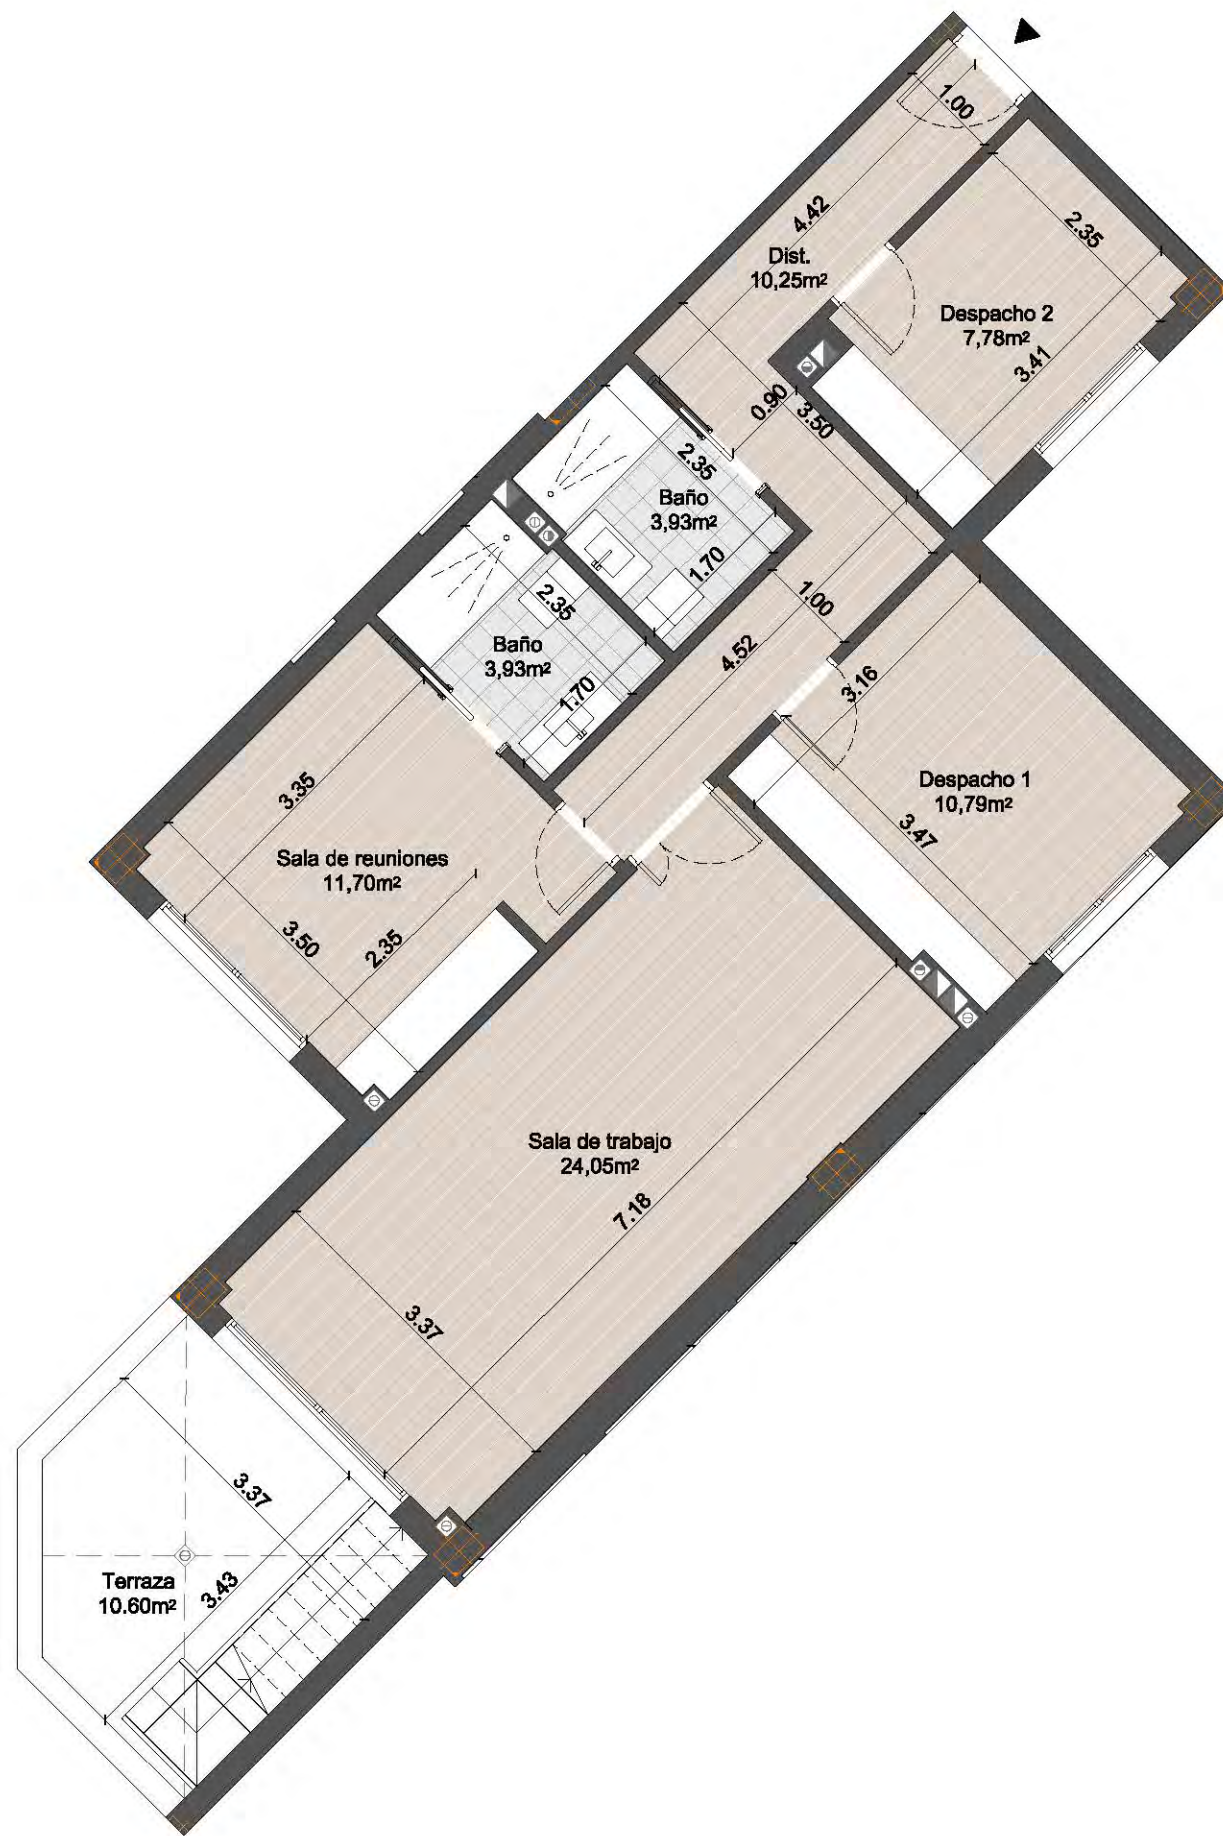 1.00
4.42
2.35
Dist.
10,25m²
Despacho 2
7,78m²
3.41
0.90
3.50
2.35
Baño
3,93m²
1.70
1.00
2.35
Baño
3,93m²
4.52
1.70
3.16
Despacho 1
10,79m²
3.47
3.35
Sala de reuniones
11,70m²
3.50
2.35
Sala de trabajo
24,05m²
7.18
3.37
3.37
Terraza
10.60m²
3.43